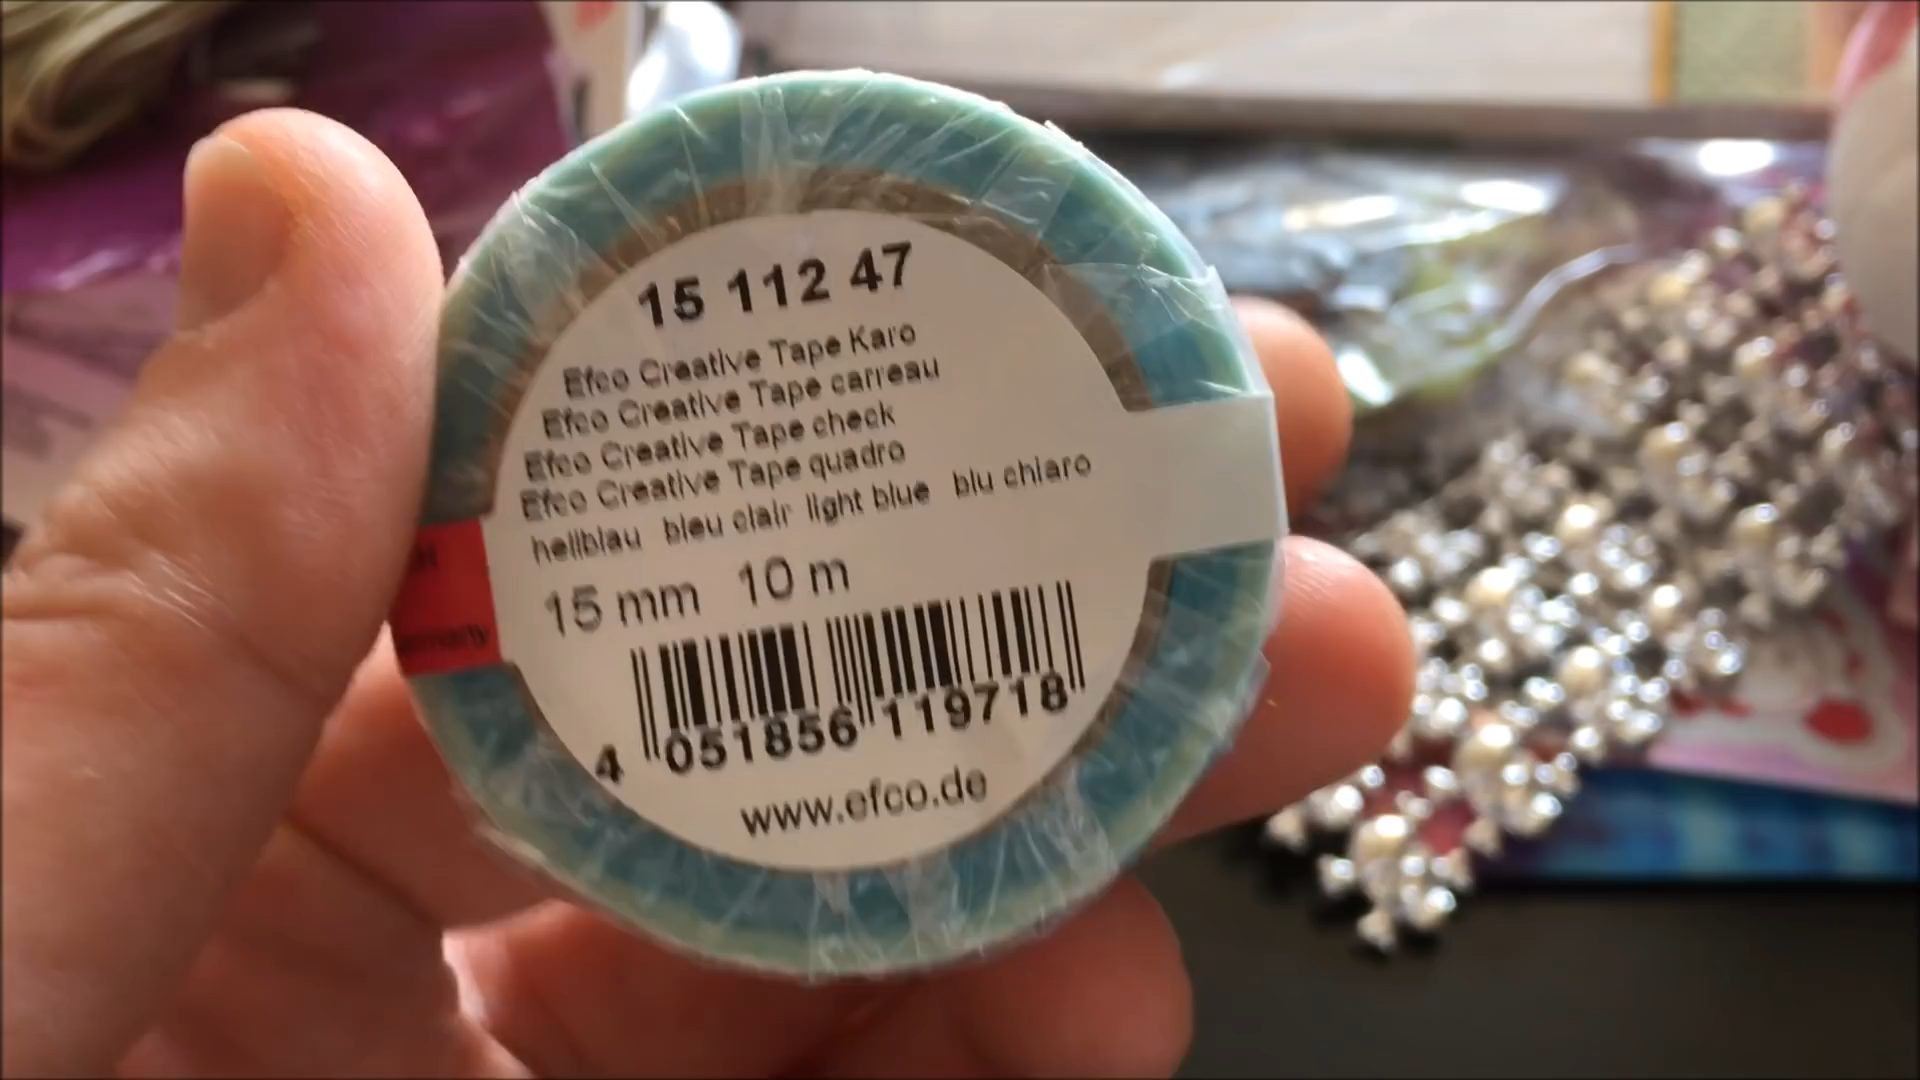 15 112 47
Efco Creative Tape Karo
Efco Creative Tape carreau
Efco Creative Tape check
Efco Creative Tape quadro
hellblau bleu clair light blue blu chiaro
15 mm 10 m
4 051856 119718
www.efco.de